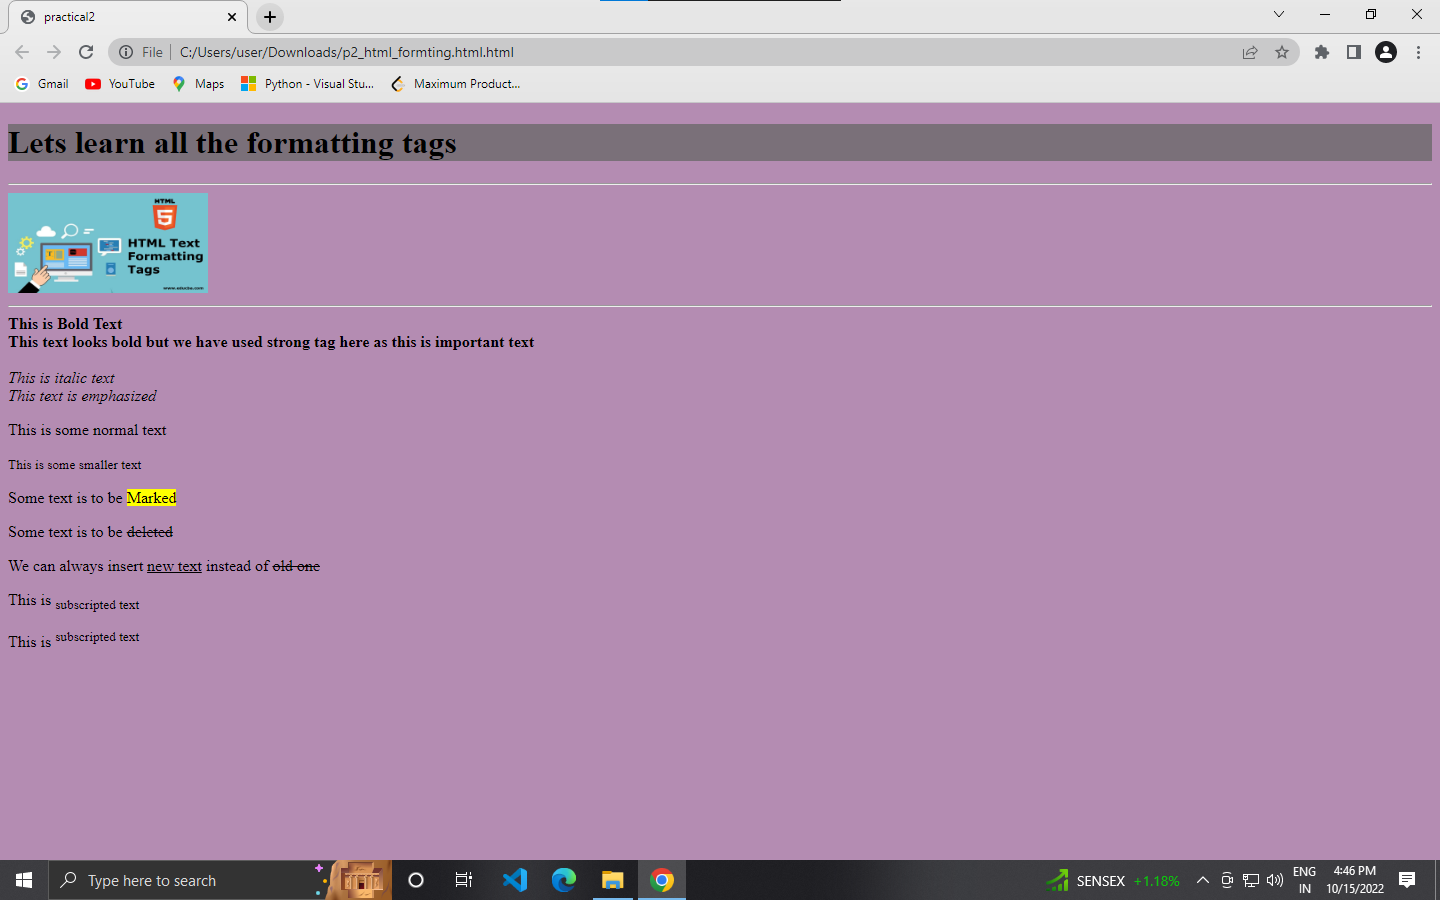 practical2
File
C:/Users/user/Downloads/p2_html_formting.html.html
Gmail
YouTube
Maps
Python - Visual Stu...
Maximum Product...
Lets learn all the formatting tags
HTML
5
HTML Text
Formatting
Tags
www.educba.com
This is Bold Text
This text looks bold but we have used strong tag here as this is important text
This is italic text
This text is emphasized
This is some normal text
This is some smaller text
Some text is to be Marked
Some text is to be deleted
We can always insert new text instead of old one
This is subscripted text
This is subscripted text
Type here to search
SENSEX +1.18%
ENG
IN
4:46 PM
10/15/2022